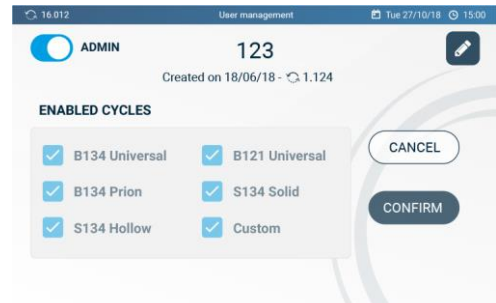 16.012 User management Tue 27/10/18 15:00
ADMIN 123
Created on 18/06/18 - 1.124
ENABLED CYCLES
B134 Universal B121 Universal
B134 Prion S134 Solid
S134 Hollow Custom
CANCEL
CONFIRM